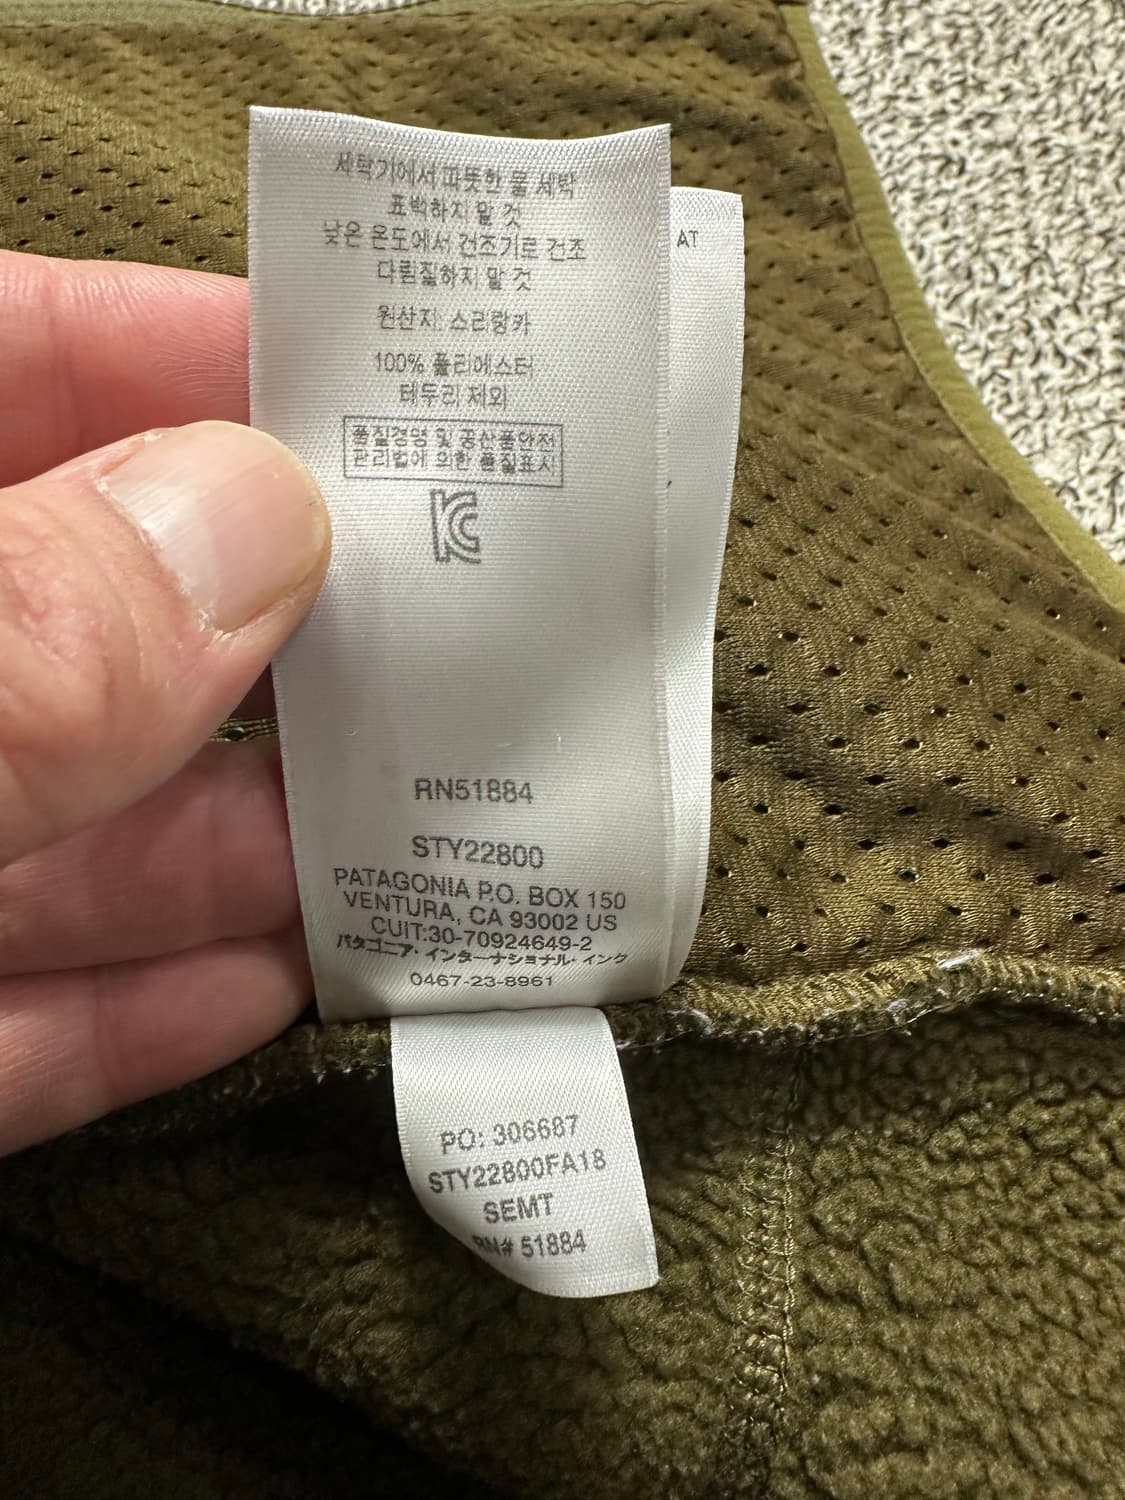 세탁기에서 따뜻한 물 세탁
표백하지 말 것
낮은 온도에서 건조기로 건조
다림질하지 말 것
원산지: 스리랑카
100% 폴리에스터
테두리 제외
품질경영 및 공산품안전
관리법에 의한 품질표시
KC
AT
RN51884
STY22800
PATAGONIA P.O. BOX 150
VENTURA, CA 93002 US
CUIT:30-70924649-2
パタゴニア・インターナショナル・インク
0467-23-8961
PO: 306687
STY22800FA18
SEMT
RN# 51884